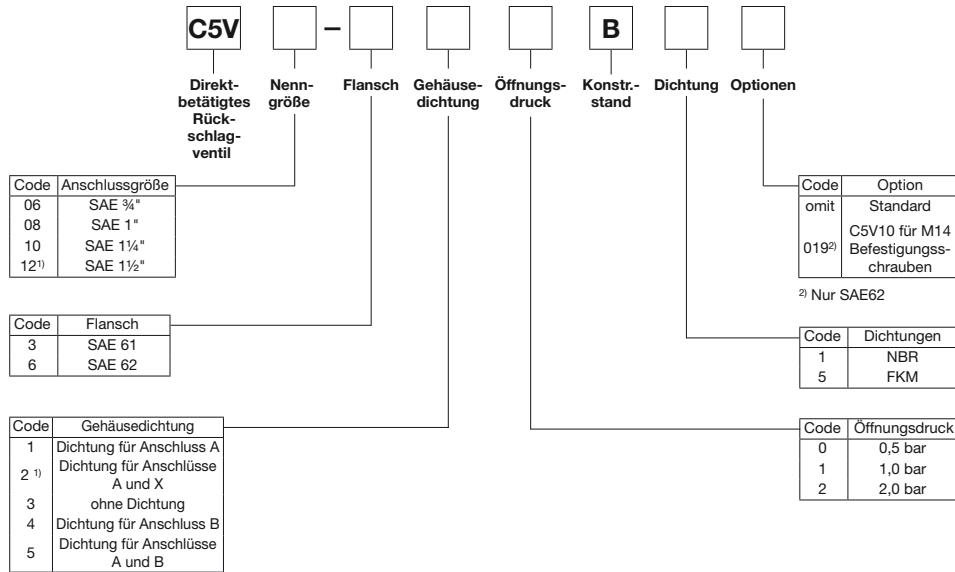 C5V – B
Direkt-
betätigtes
Rück-
schlag-
ventil
Nenn-
größe
Flansch
Gehäuse-
dichtung
Öffnungs-
druck
Konstr.-
stand
Dichtung
Optionen
Code Anschlussgröße
06 SAE ¾"
08 SAE 1"
10 SAE 1¼"
12¹⁾ SAE 1½"
Code Flansch
3 SAE 61
6 SAE 62
Code Gehäusedichtung
1 Dichtung für Anschluss A
2 ¹⁾ Dichtung für Anschlüsse
A und X
3 ohne Dichtung
4 Dichtung für Anschluss B
5 Dichtung für Anschlüsse
A und B
Code Option
omit Standard
019²⁾ C5V10 für M14
Befestigungss-
chrauben
²⁾ Nur SAE62
Code Dichtungen
1 NBR
5 FKM
Code Öffnungsdruck
0 0,5 bar
1 1,0 bar
2 2,0 bar